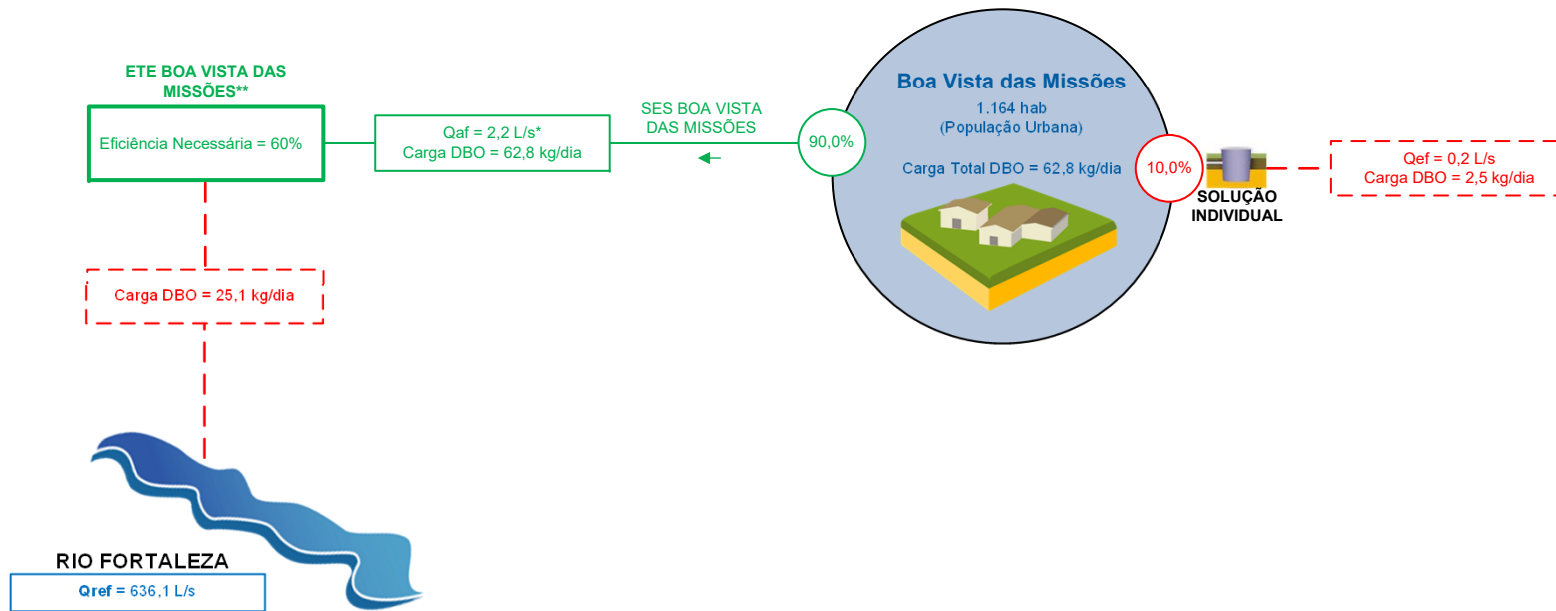 ETE BOA VISTA DAS
MISSÕES**
Eficiência Necessária = 60%
Qaf = 2,2 L/s*
Carga DBO = 62,8 kg/dia
SES BOA VISTA
DAS MISSÕES
90,0%
Boa Vista das Missões
1.164 hab
(População Urbana)
Carga Total DBO = 62,8 kg/dia
10,0%
SOLUÇÃO
INDIVIDUAL
Qef = 0,2 L/s
Carga DBO = 2,5 kg/dia
Carga DBO = 25,1 kg/dia
RIO FORTALEZA
Qref = 636,1 L/s